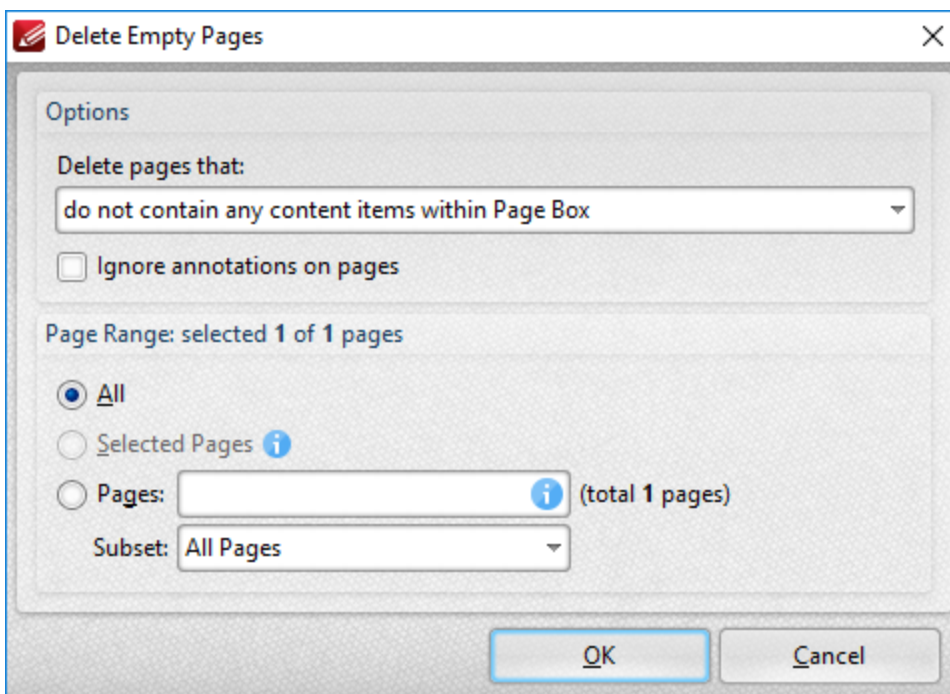 Delete Empty Pages
Options
Delete pages that:
do not contain any content items within Page Box
Ignore annotations on pages
Page Range: selected 1 of 1 pages
All
Selected Pages
Pages: (total 1 pages)
Subset: All Pages
OK Cancel